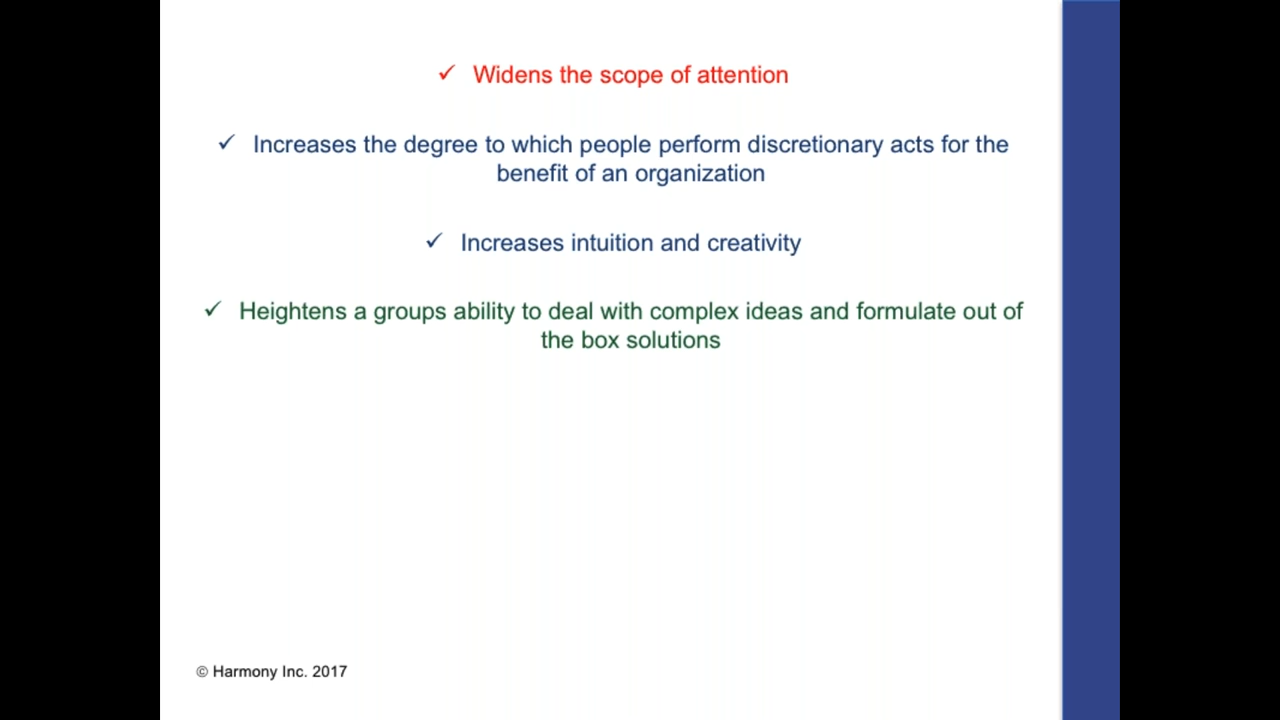 ✓ Widens the scope of attention
✓ Increases the degree to which people perform discretionary acts for the
benefit of an organization
✓ Increases intuition and creativity
✓ Heightens a groups ability to deal with complex ideas and formulate out of
the box solutions
© Harmony Inc. 2017